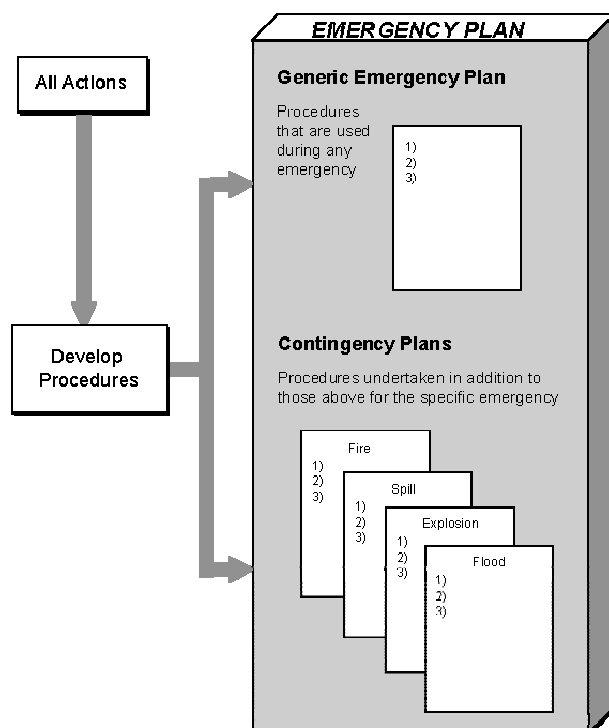 EMERGENCY PLAN
All Actions
Generic Emergency Plan
Procedures
that are used
during any
emergency
1)
2)
3)
Develop
Procedures
Contingency Plans
Procedures undertaken in addition to
those above for the specific emergency
Fire
1)
2)
3)
Spill
1)
2)
3)
Explosion
1)
2)
3)
Flood
1)
2)
3)